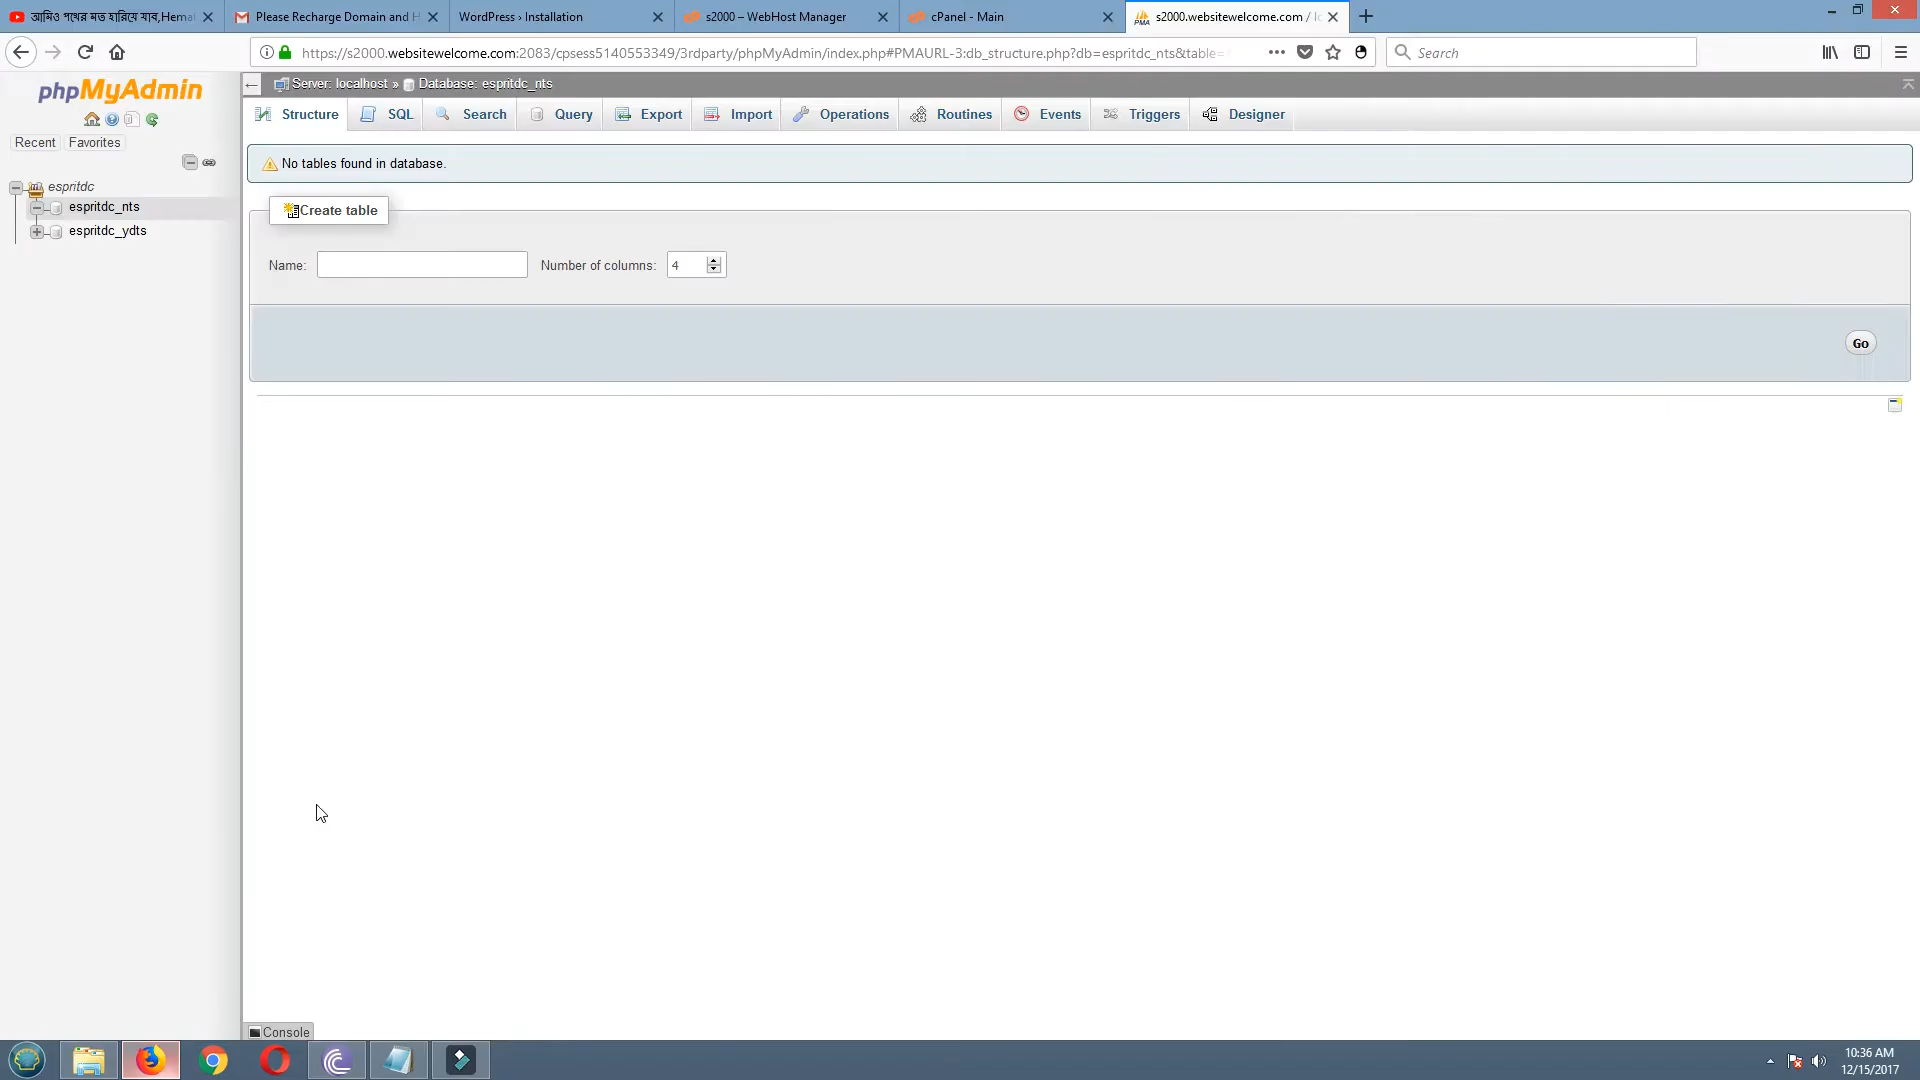 আমিও পথের মত হারিয়ে যাব,Hema
Please Recharge Domain and H
WordPress › Installation
s2000 – WebHost Manager
cPanel - Main
s2000.websitewelcome.com / lo
https://s2000.websitewelcome.com:2083/cpsess5140553349/3rdparty/phpMyAdmin/index.php#PMAURL-3:db_structure.php?db=espritdc_nts&table=
Search
phpMyAdmin
Recent
Favorites
espritdc
espritdc_nts
espritdc_ydts
Server: localhost » Database: espritdc_nts
Structure
SQL
Search
Query
Export
Import
Operations
Routines
Events
Triggers
Designer
No tables found in database.
Create table
Name:
Number of columns: 4
Go
Console
10:36 AM
12/15/2017